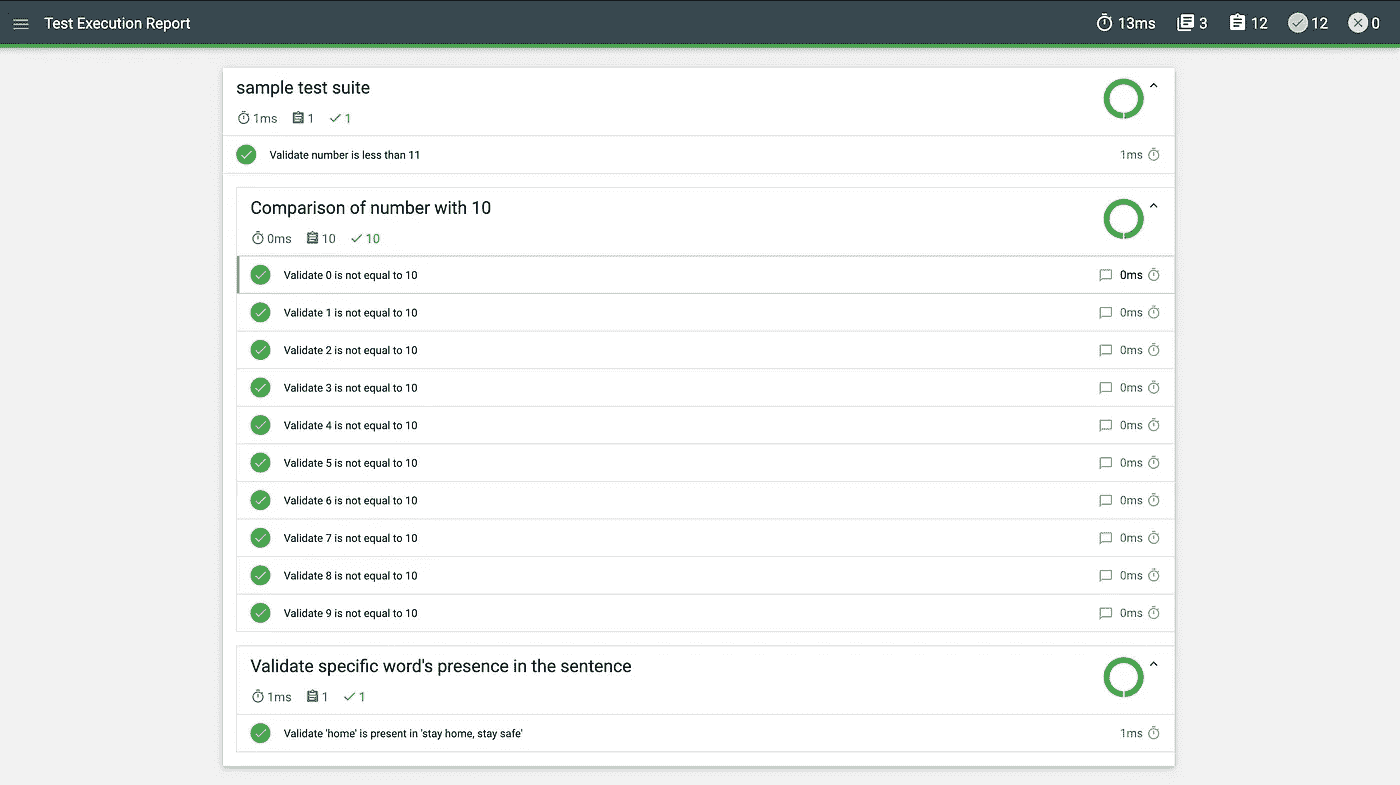 Test Execution Report 13ms 3 12 12 0
sample test suite
1ms 1 1
Validate number is less than 11 1ms
Comparison of number with 10
0ms 10 10
Validate 0 is not equal to 10 0ms
Validate 1 is not equal to 10 0ms
Validate 2 is not equal to 10 0ms
Validate 3 is not equal to 10 0ms
Validate 4 is not equal to 10 0ms
Validate 5 is not equal to 10 0ms
Validate 6 is not equal to 10 0ms
Validate 7 is not equal to 10 0ms
Validate 8 is not equal to 10 0ms
Validate 9 is not equal to 10 0ms
Validate specific word's presence in the sentence
1ms 1 1
Validate 'home' is present in 'stay home, stay safe' 1ms